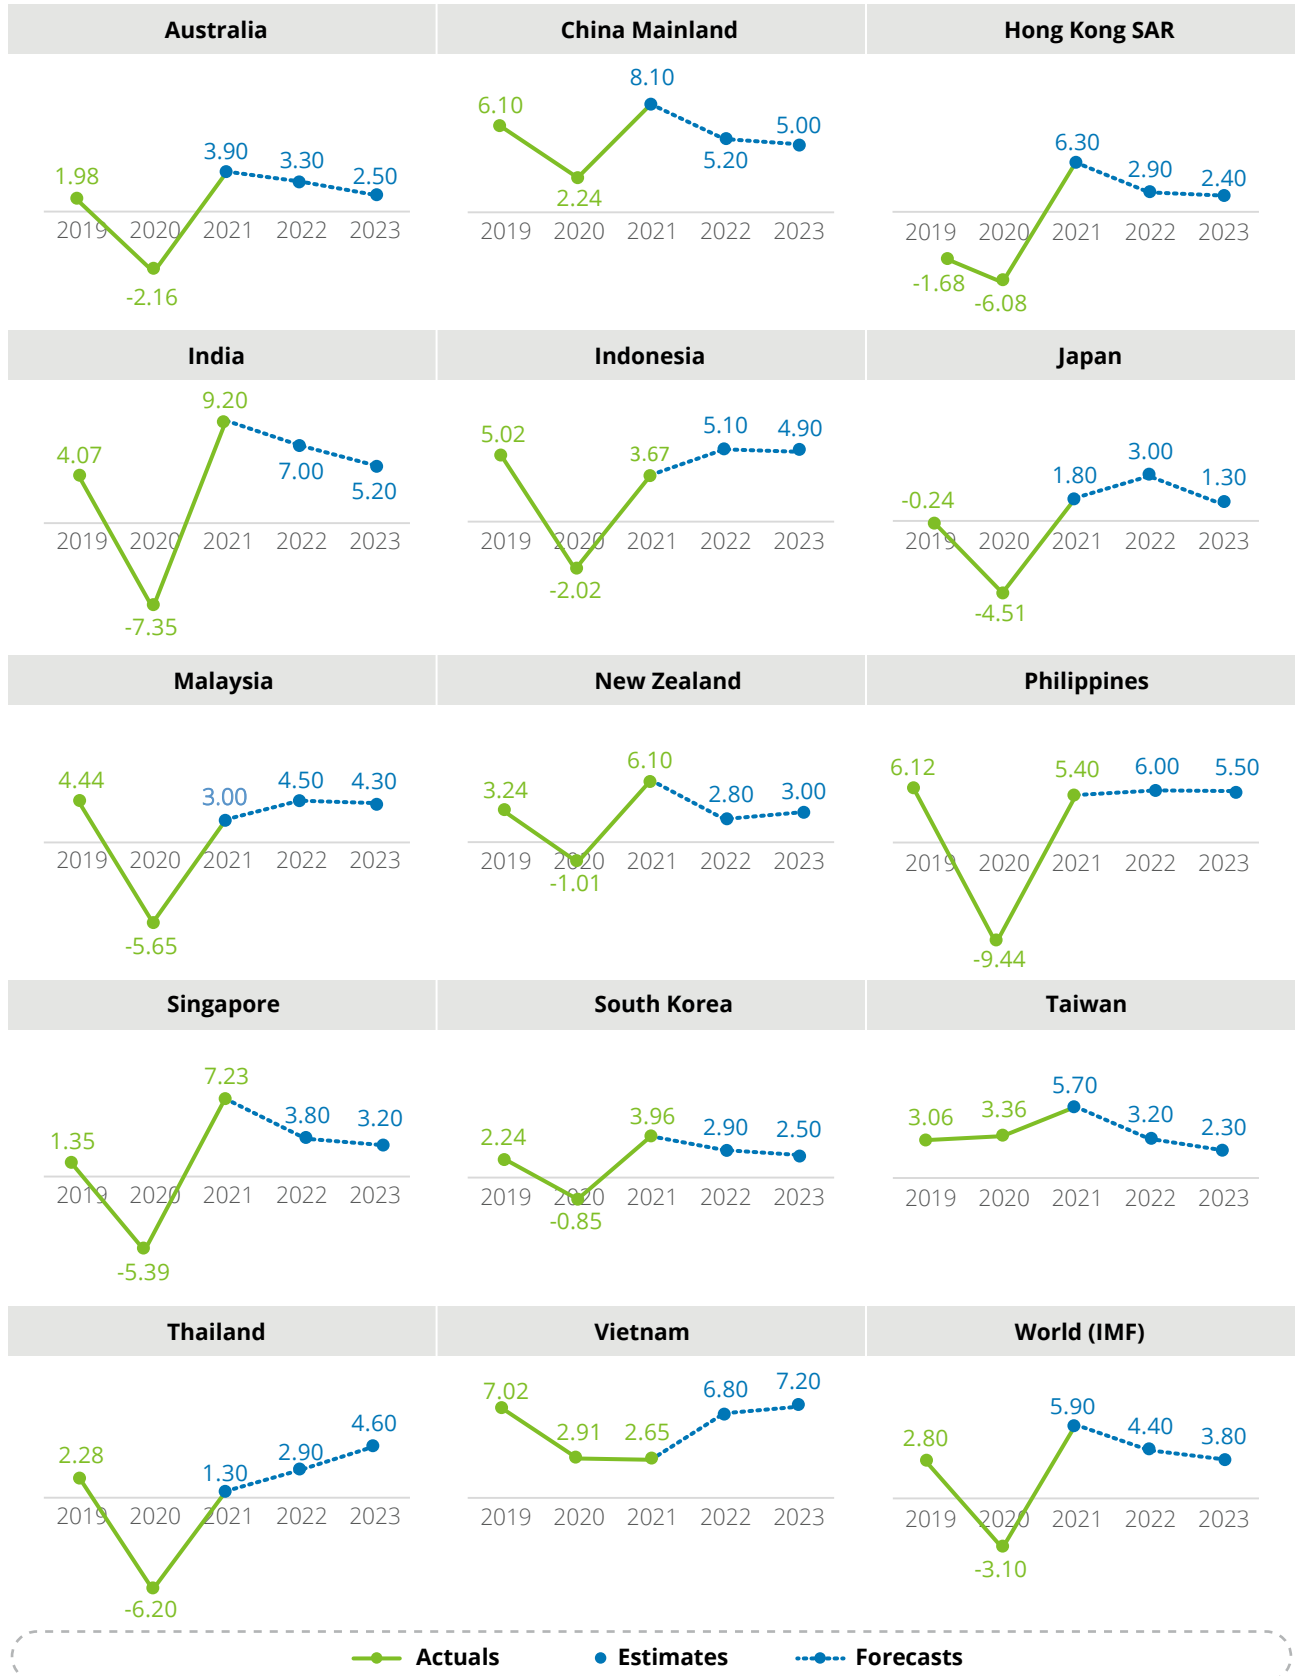 Australia
China Mainland
Hong Kong SAR
1.98
-2.16
3.90
3.30
2.50
2019 2020 2021 2022 2023
6.10
2.24
8.10
5.20
5.00
2019 2020 2021 2022 2023
-1.68
-6.08
6.30
2.90
2.40
2019 2020 2021 2022 2023
India
Indonesia
Japan
4.07
-7.35
9.20
7.00
5.20
2019 2020 2021 2022 2023
5.02
-2.02
3.67
5.10
4.90
2019 2020 2021 2022 2023
-0.24
-4.51
1.80
3.00
1.30
2019 2020 2021 2022 2023
Malaysia
New Zealand
Philippines
4.44
-5.65
3.00
4.50
4.30
2019 2020 2021 2022 2023
3.24
-1.01
6.10
2.80
3.00
2019 2020 2021 2022 2023
6.12
-9.44
5.40
6.00
5.50
2019 2020 2021 2022 2023
Singapore
South Korea
Taiwan
1.35
-5.39
7.23
3.80
3.20
2019 2020 2021 2022 2023
2.24
-0.85
3.96
2.90
2.50
2019 2020 2021 2022 2023
3.06
3.36
5.70
3.20
2.30
2019 2020 2021 2022 2023
Thailand
Vietnam
World (IMF)
2.28
-6.20
1.30
2.90
4.60
2019 2020 2021 2022 2023
7.02
2.91
2.65
6.80
7.20
2019 2020 2021 2022 2023
2.80
-3.10
5.90
4.40
3.80
2019 2020 2021 2022 2023
Actuals
Estimates
Forecasts